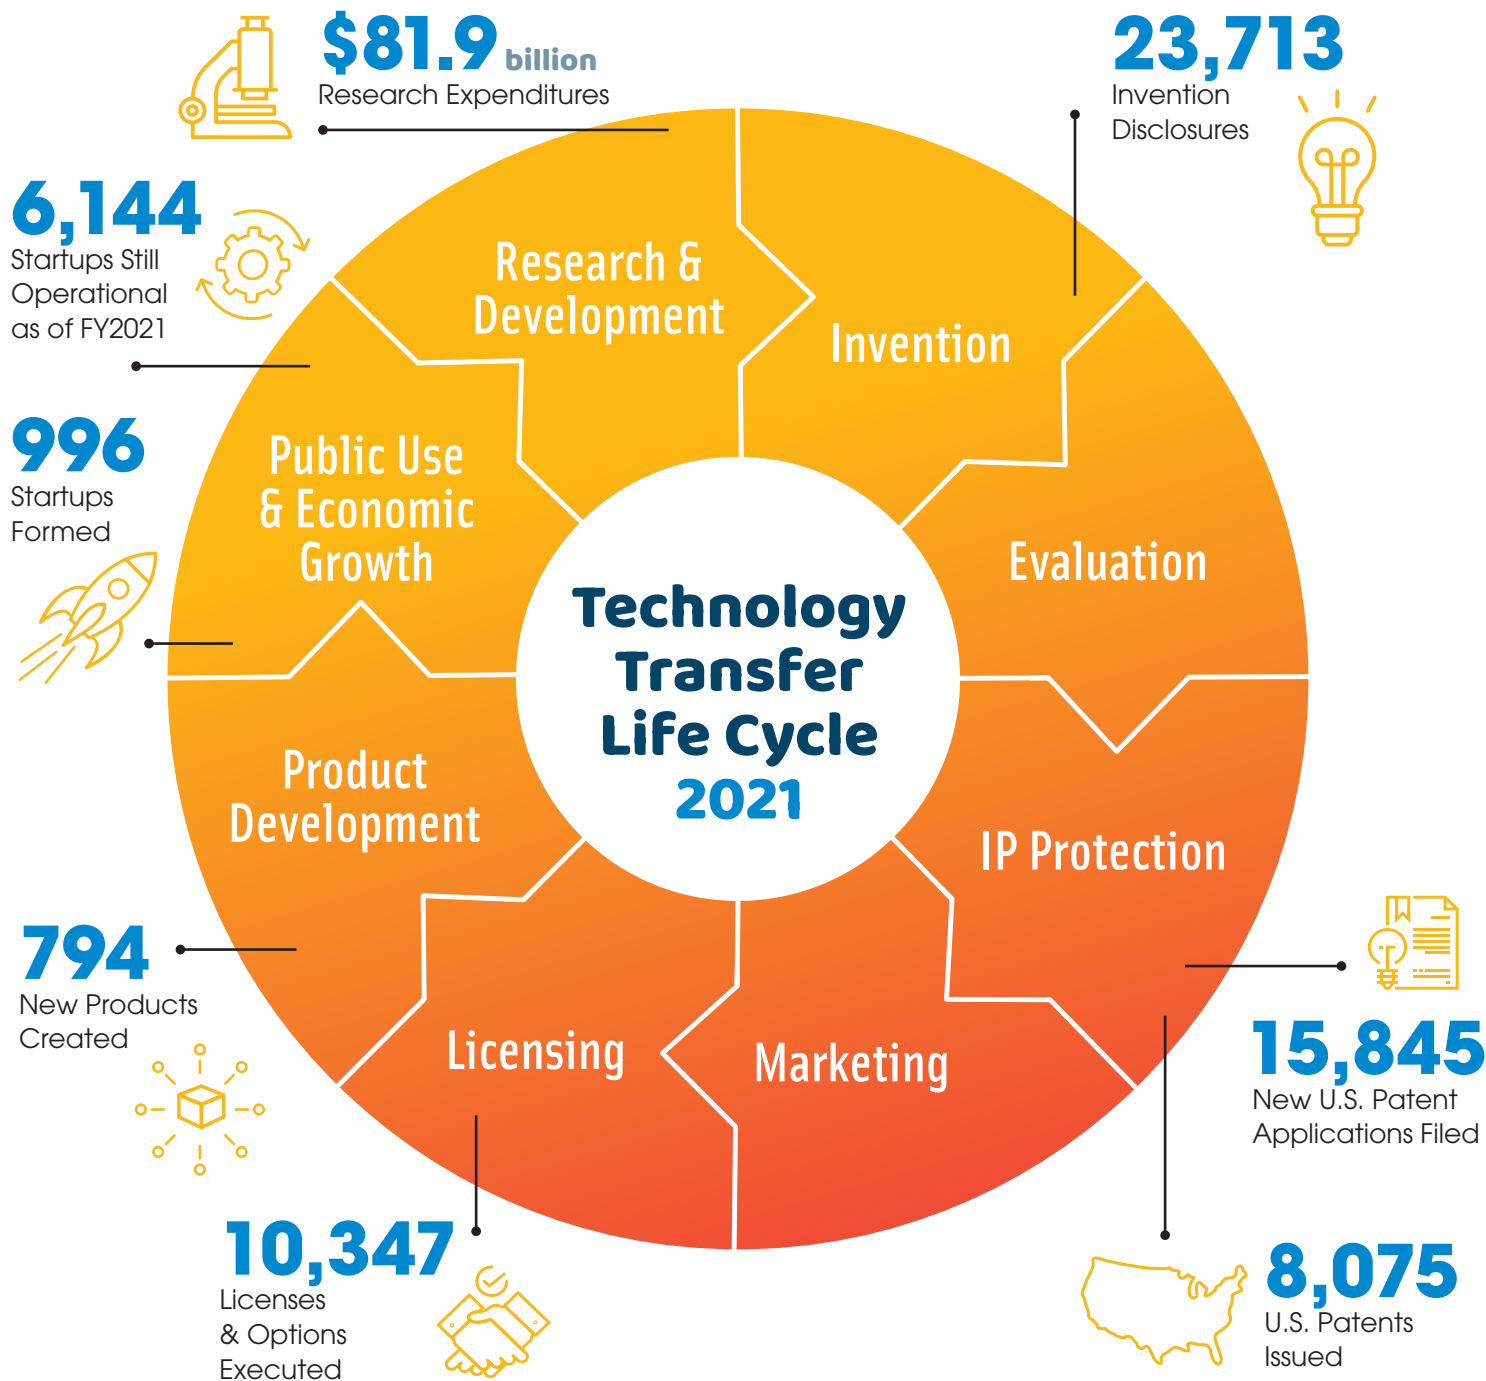 $81.9 billion
Research Expenditures
23,713
Invention
Disclosures
6,144
Startups Still
Operational
as of FY2021
996
Startups
Formed
Research &
Development
Invention
Evaluation
IP Protection
Marketing
Licensing
Product
Development
Public Use
& Economic
Growth
Technology
Transfer
Life Cycle
2021
794
New Products
Created
10,347
Licenses
& Options
Executed
15,845
New U.S. Patent
Applications Filed
8,075
U.S. Patents
Issued